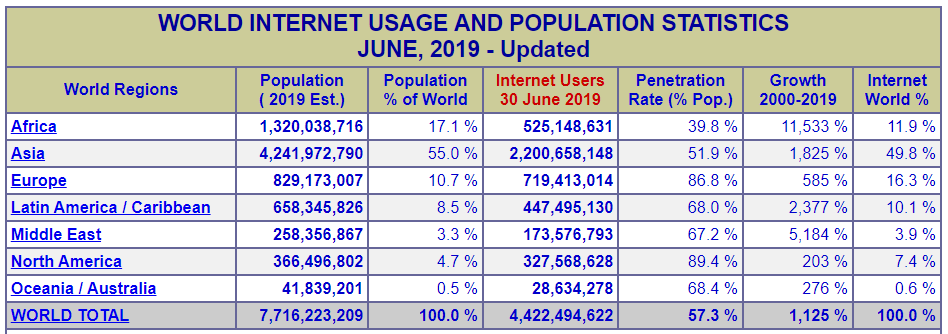 WORLD INTERNET USAGE AND POPULATION STATISTICS
JUNE, 2019 - Updated
World Regions Population ( 2019 Est.) Population % of World Internet Users 30 June 2019 Penetration Rate (% Pop.) Growth 2000-2019 Internet World %
Africa 1,320,038,716 17.1 % 525,148,631 39.8 % 11,533 % 11.9 %
Asia 4,241,972,790 55.0 % 2,200,658,148 51.9 % 1,825 % 49.8 %
Europe 829,173,007 10.7 % 719,413,014 86.8 % 585 % 16.3 %
Latin America / Caribbean 658,345,826 8.5 % 447,495,130 68.0 % 2,377 % 10.1 %
Middle East 258,356,867 3.3 % 173,576,793 67.2 % 5,184 % 3.9 %
North America 366,496,802 4.7 % 327,568,628 89.4 % 203 % 7.4 %
Oceania / Australia 41,839,201 0.5 % 28,634,278 68.4 % 276 % 0.6 %
WORLD TOTAL 7,716,223,209 100.0 % 4,422,494,622 57.3 % 1,125 % 100.0 %